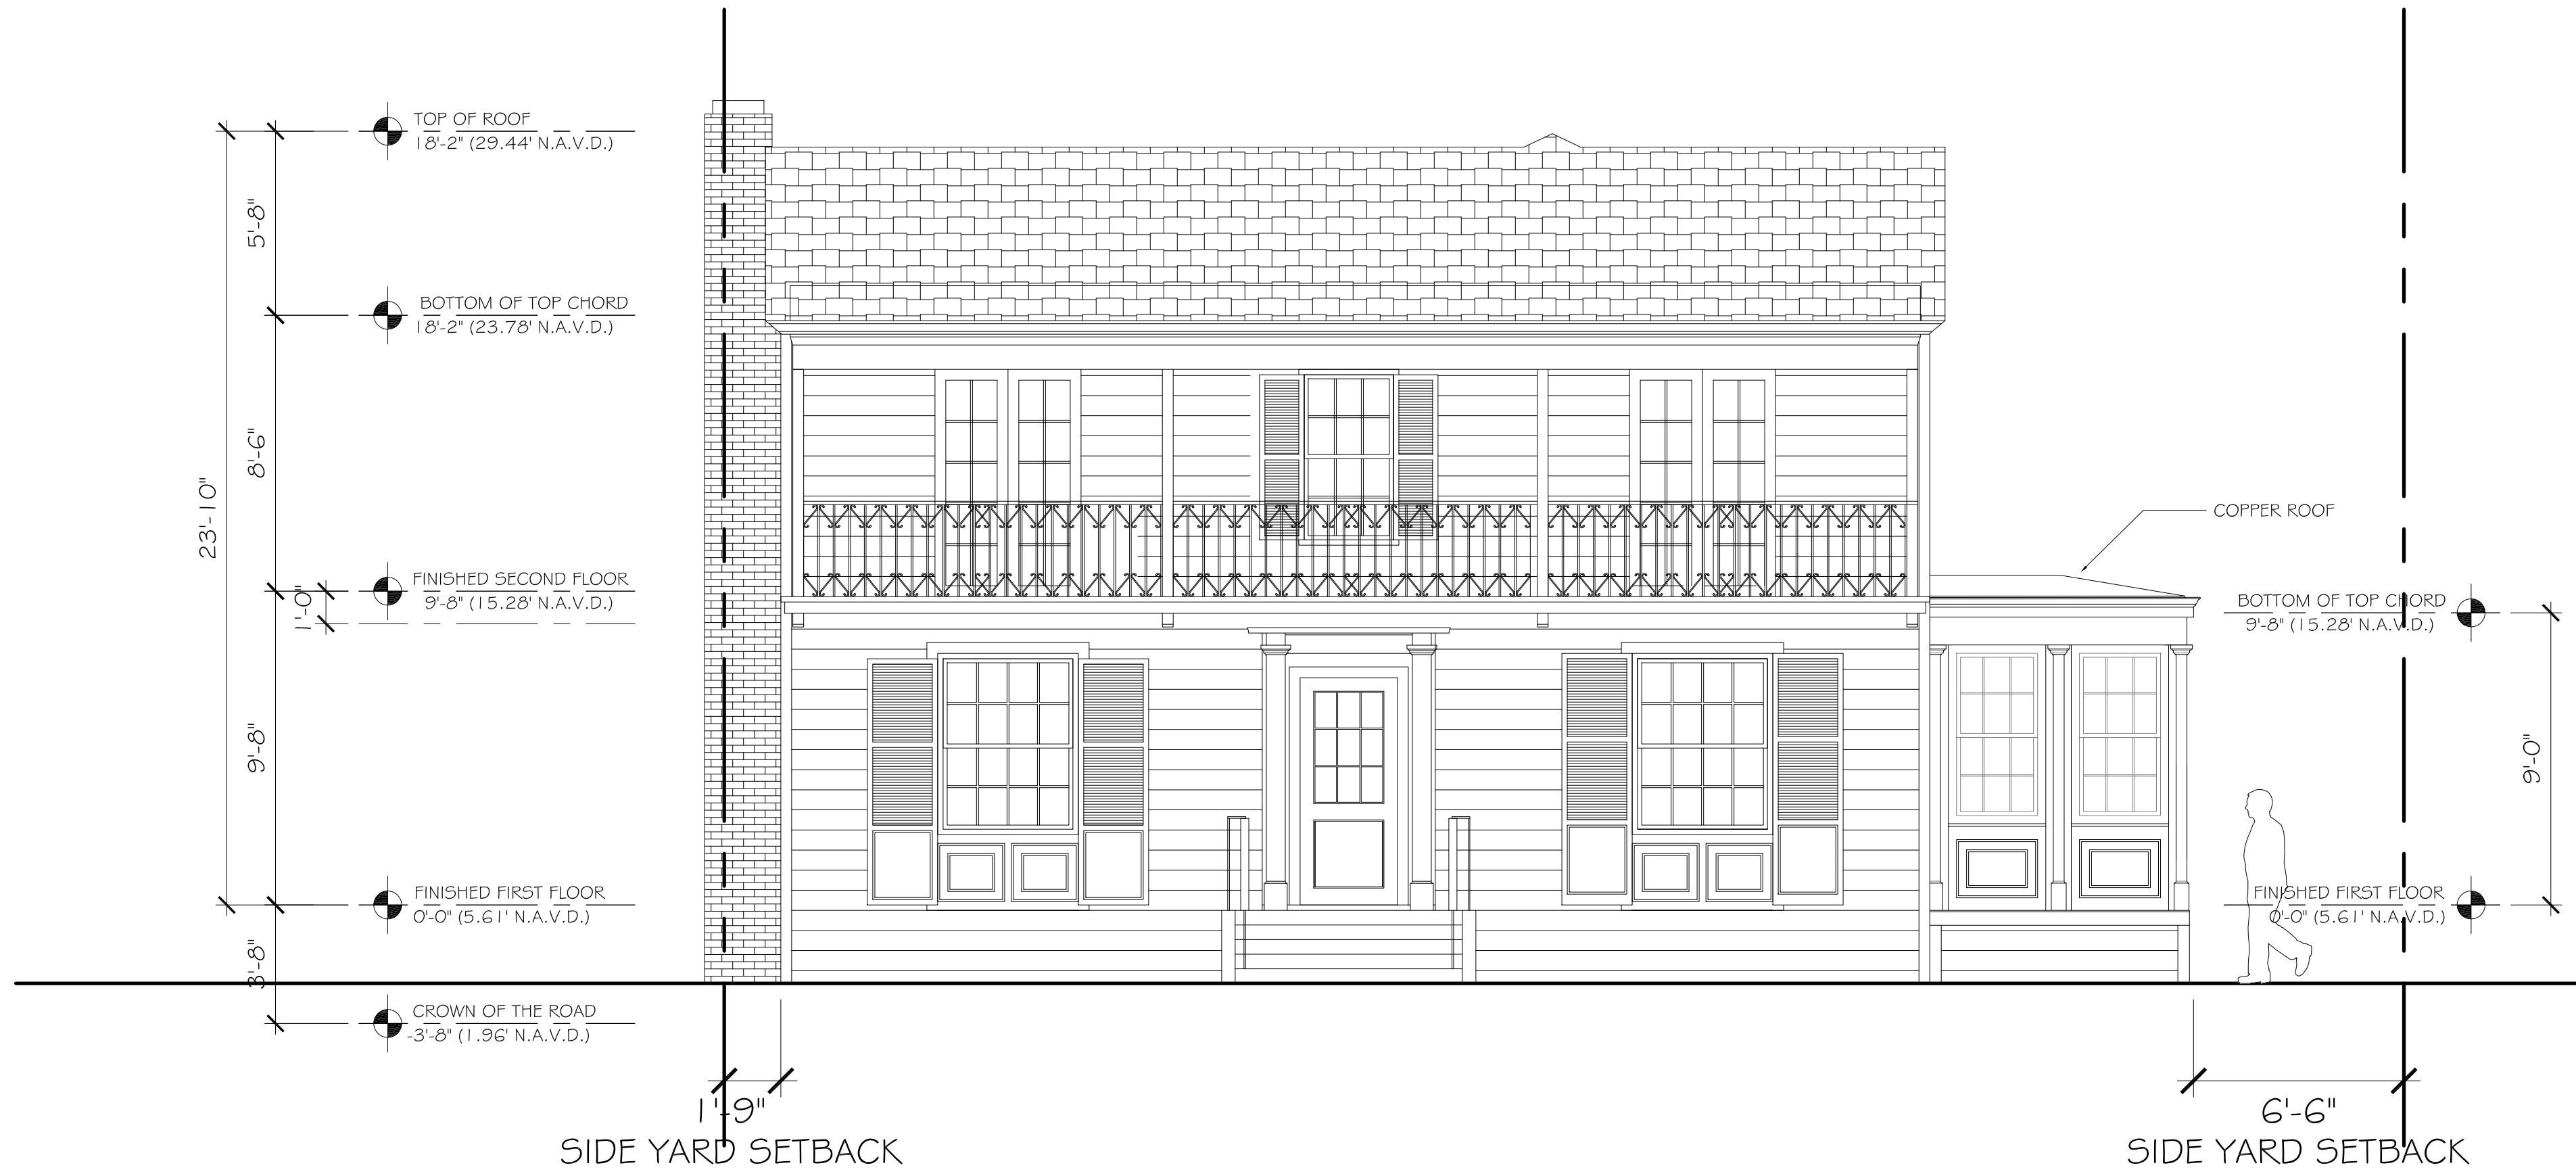 TOP OF ROOF
18'-2" (29.44' N.A.V.D.)
5'-8"
BOTTOM OF TOP CHORD
18'-2" (23.78' N.A.V.D.)
8'-6"
23'-10"
COPPER ROOF
FINISHED SECOND FLOOR
9'-8" (15.28' N.A.V.D.)
1'-0"
BOTTOM OF TOP CHORD
9'-8" (15.28' N.A.V.D.)
9'-8"
9'-0"
FINISHED FIRST FLOOR
0'-0" (5.61' N.A.V.D.)
FINISHED FIRST FLOOR
0'-0" (5.61' N.A.V.D.)
3'-8"
CROWN OF THE ROAD
-3'-8" (1.96' N.A.V.D.)
1'-9"
SIDE YARD SETBACK
6'-6"
SIDE YARD SETBACK